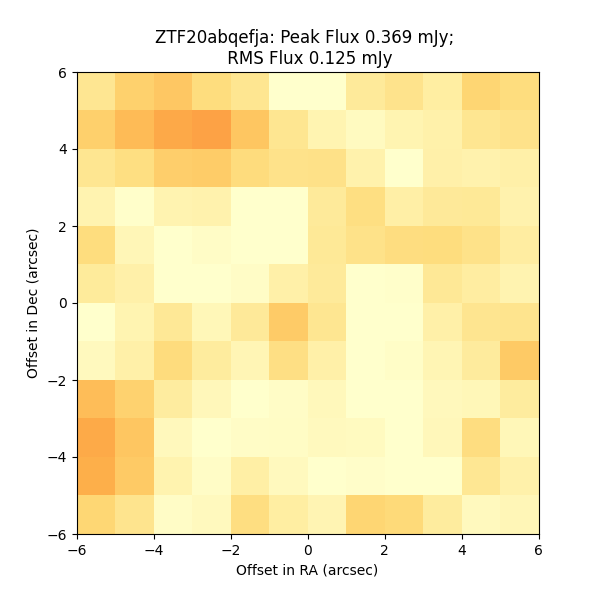 ZTF20abqefja: Peak Flux 0.369 mJy;
RMS Flux 0.125 mJy
6
4
2
0
−2
−4
−6
Offset in Dec (arcsec)
−6 −4 −2 0 2 4 6
Offset in RA (arcsec)